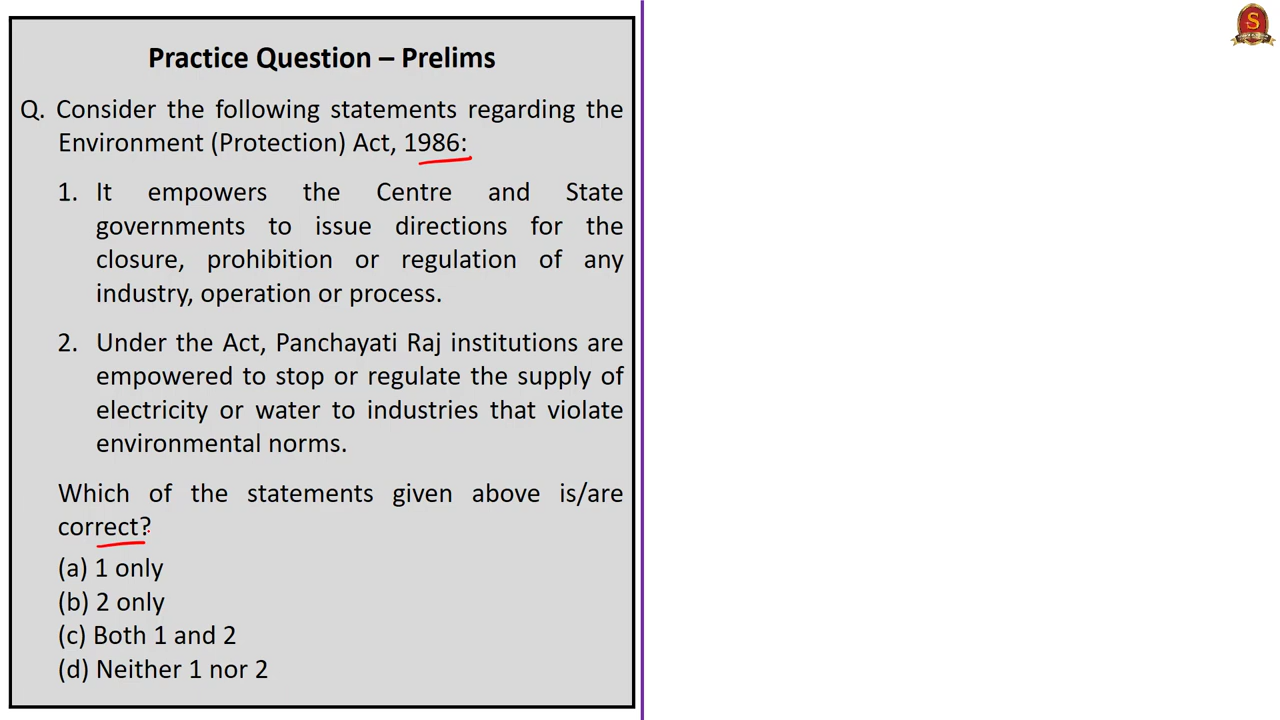 Practice Question – Prelims
Q. Consider the following statements regarding the
Environment (Protection) Act, 1986:
1. It empowers the Centre and State
governments to issue directions for the
closure, prohibition or regulation of any
industry, operation or process.
2. Under the Act, Panchayati Raj institutions are
empowered to stop or regulate the supply of
electricity or water to industries that violate
environmental norms.
Which of the statements given above is/are
correct?
(a) 1 only
(b) 2 only
(c) Both 1 and 2
(d) Neither 1 nor 2
S